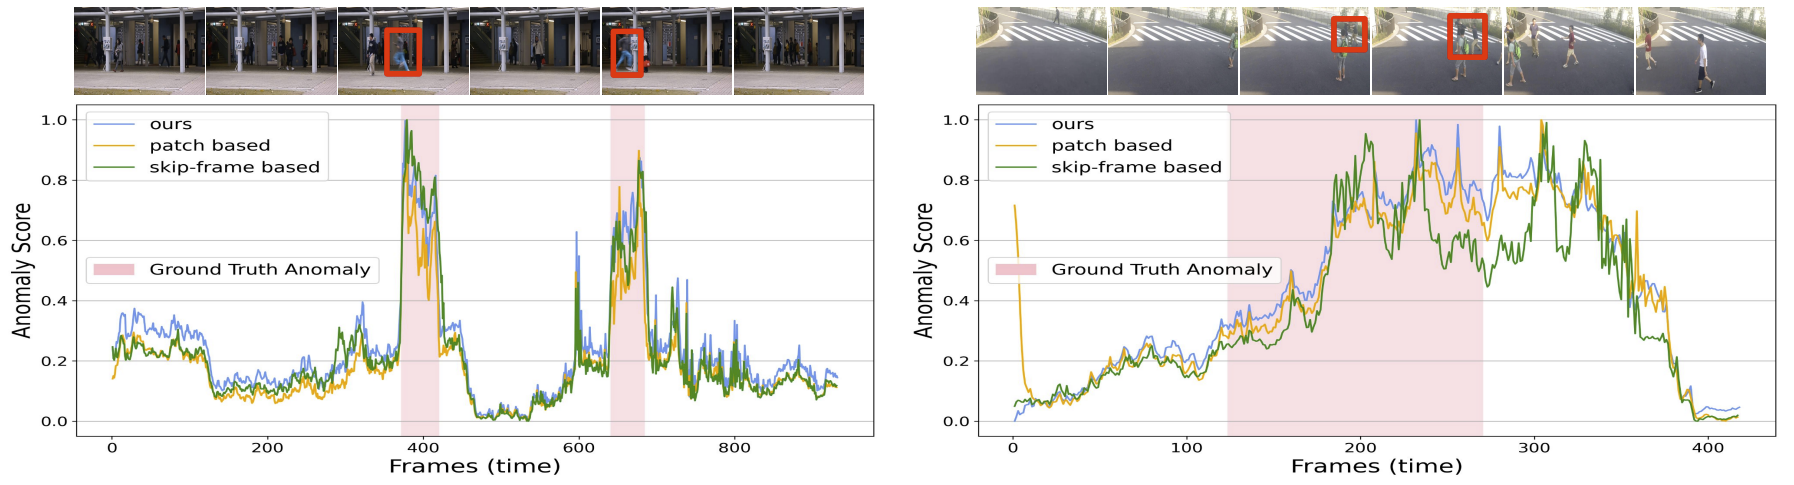 1.0
0.8
0.6
0.4
0.2
0.0
Anomaly Score
ours
patch based
skip-frame based
Ground Truth Anomaly
0 200 400 600 800
Frames (time)
1.0
0.8
0.6
0.4
0.2
0.0
Anomaly Score
ours
patch based
skip-frame based
Ground Truth Anomaly
0 100 200 300 400
Frames (time)